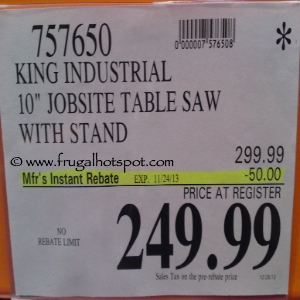 757650
0000007576508
*
KING INDUSTRIAL
10" JOBSITE TABLE SAW
WITH STAND
© www.frugalhotspot.com
299.99
Mfr's Instant Rebate EXP. 11/24/13 -50.00
PRICE AT REGISTER
NO
REBATE LIMIT
249.99
Sales Tax on the pre-rebate price